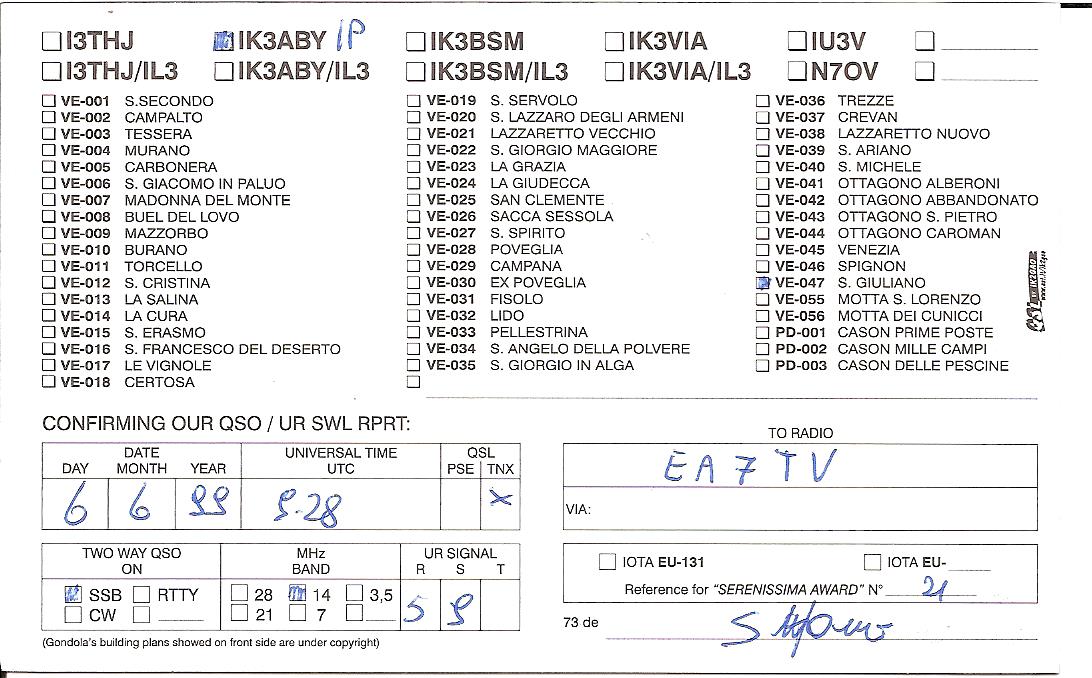 I3THJ IK3ABY /P IK3BSM IK3VIA IU3V
I3THJ/IL3 IK3ABY/IL3 IK3BSM/IL3 IK3VIA/IL3 N7OV
VE-001 S.SECONDO
VE-002 CAMPALTO
VE-003 TESSERA
VE-004 MURANO
VE-005 CARBONERA
VE-006 S. GIACOMO IN PALUO
VE-007 MADONNA DEL MONTE
VE-008 BUEL DEL LOVO
VE-009 MAZZORBO
VE-010 BURANO
VE-011 TORCELLO
VE-012 S. CRISTINA
VE-013 LA SALINA
VE-014 LA CURA
VE-015 S. ERASMO
VE-016 S. FRANCESCO DEL DESERTO
VE-017 LE VIGNOLE
VE-018 CERTOSA
VE-019 S. SERVOLO
VE-020 S. LAZZARO DEGLI ARMENI
VE-021 LAZZARETTO VECCHIO
VE-022 S. GIORGIO MAGGIORE
VE-023 LA GRAZIA
VE-024 LA GIUDECCA
VE-025 SAN CLEMENTE
VE-026 SACCA SESSOLA
VE-027 S. SPIRITO
VE-028 POVEGLIA
VE-029 CAMPANA
VE-030 EX POVEGLIA
VE-031 FISOLO
VE-032 LIDO
VE-033 PELLESTRINA
VE-034 S. ANGELO DELLA POLVERE
VE-035 S. GIORGIO IN ALGA
VE-036 TREZZE
VE-037 CREVAN
VE-038 LAZZARETTO NUOVO
VE-039 S. ARIANO
VE-040 S. MICHELE
VE-041 OTTAGONO ALBERONI
VE-042 OTTAGONO ABBANDONATO
VE-043 OTTAGONO S. PIETRO
VE-044 OTTAGONO CAROMAN
VE-045 VENEZIA
VE-046 SPIGNON
VE-047 S. GIULIANO
VE-055 MOTTA S. LORENZO
VE-056 MOTTA DEI CUNICCI
PD-001 CASON PRIME POSTE
PD-002 CASON MILLE CAMPI
PD-003 CASON DELLE PESCINE
CONFIRMING OUR QSO / UR SWL RPRT:
DATE UNIVERSAL TIME QSL
DAY MONTH YEAR UTC PSE TNX
6 6 99 9.28 X
TWO WAY QSO MHz UR SIGNAL
ON BAND R S T
SSB RTTY 28 14 3,5 5 9
CW 21 7
(Gondola's building plans showed on front side are under copyright)
TO RADIO
EA7TV
VIA:
IOTA EU-131 IOTA EU-
Reference for "SERENISSIMA AWARD" N° 21
73 de